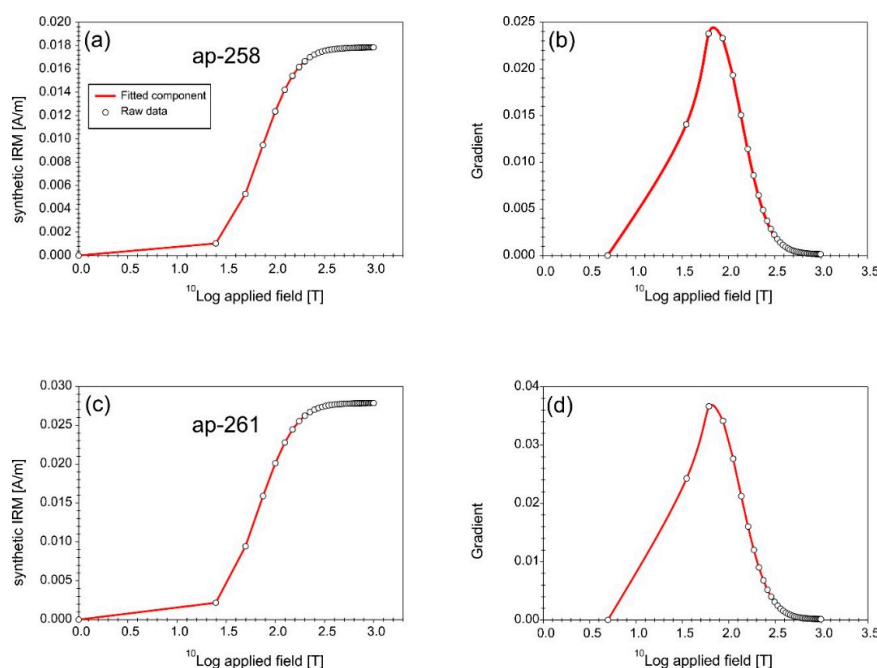 (a)
ap-258
Fitted component
Raw data
synthetic IRM [A/m]
0.020
0.018
0.016
0.014
0.012
0.010
0.008
0.006
0.004
0.002
0.000
0.0 0.5 1.0 1.5 2.0 2.5 3.0
10Log applied field [T]
(b)
Gradient
0.025
0.020
0.015
0.010
0.005
0.000
0.0 0.5 1.0 1.5 2.0 2.5 3.0 3.5
10Log applied field [T]
(c)
ap-261
synthetic IRM [A/m]
0.030
0.025
0.020
0.015
0.010
0.005
0.000
0.0 0.5 1.0 1.5 2.0 2.5 3.0
10Log applied field [T]
(d)
Gradient
0.04
0.03
0.02
0.01
0.00
0.0 0.5 1.0 1.5 2.0 2.5 3.0 3.5
10Log applied field [T]